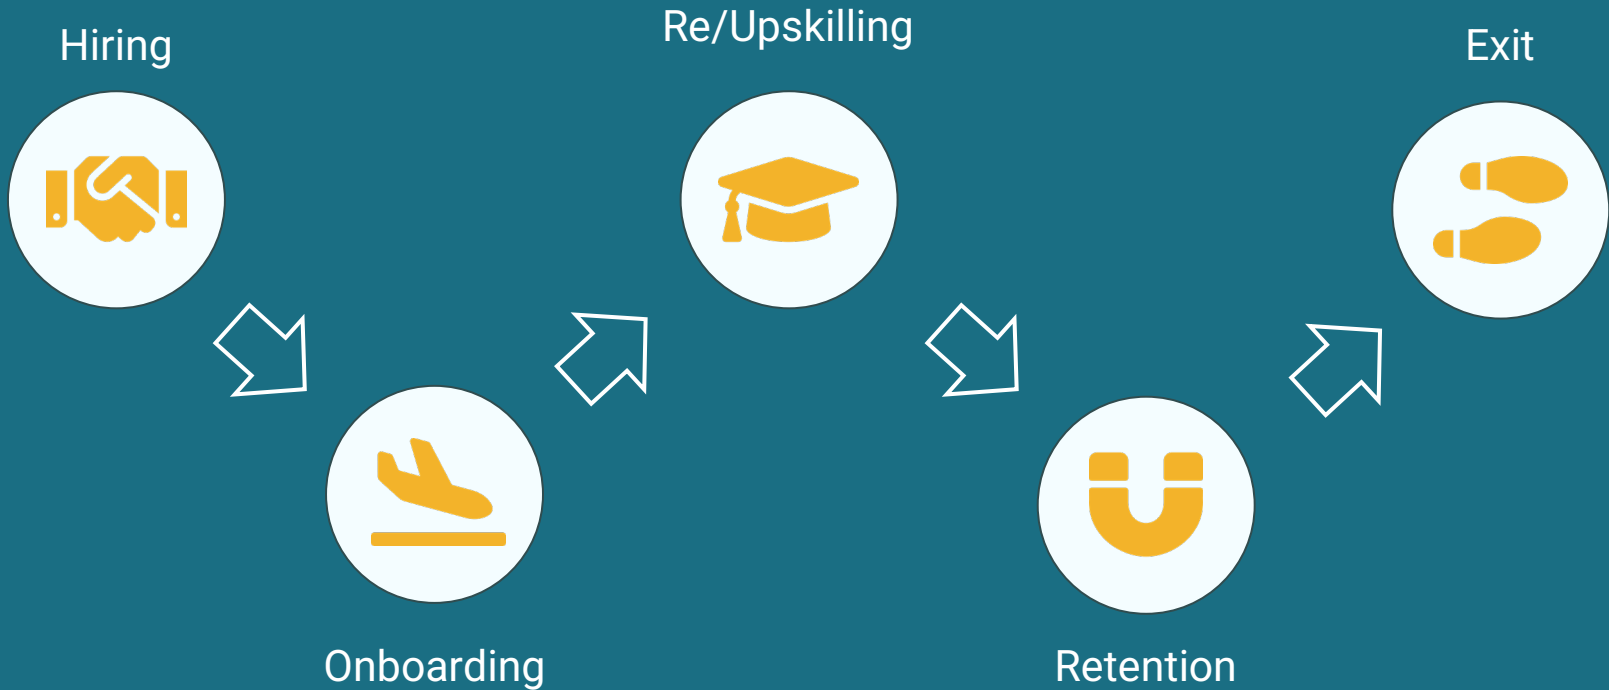 Hiring
Onboarding
Re/Upskilling
Retention
Exit